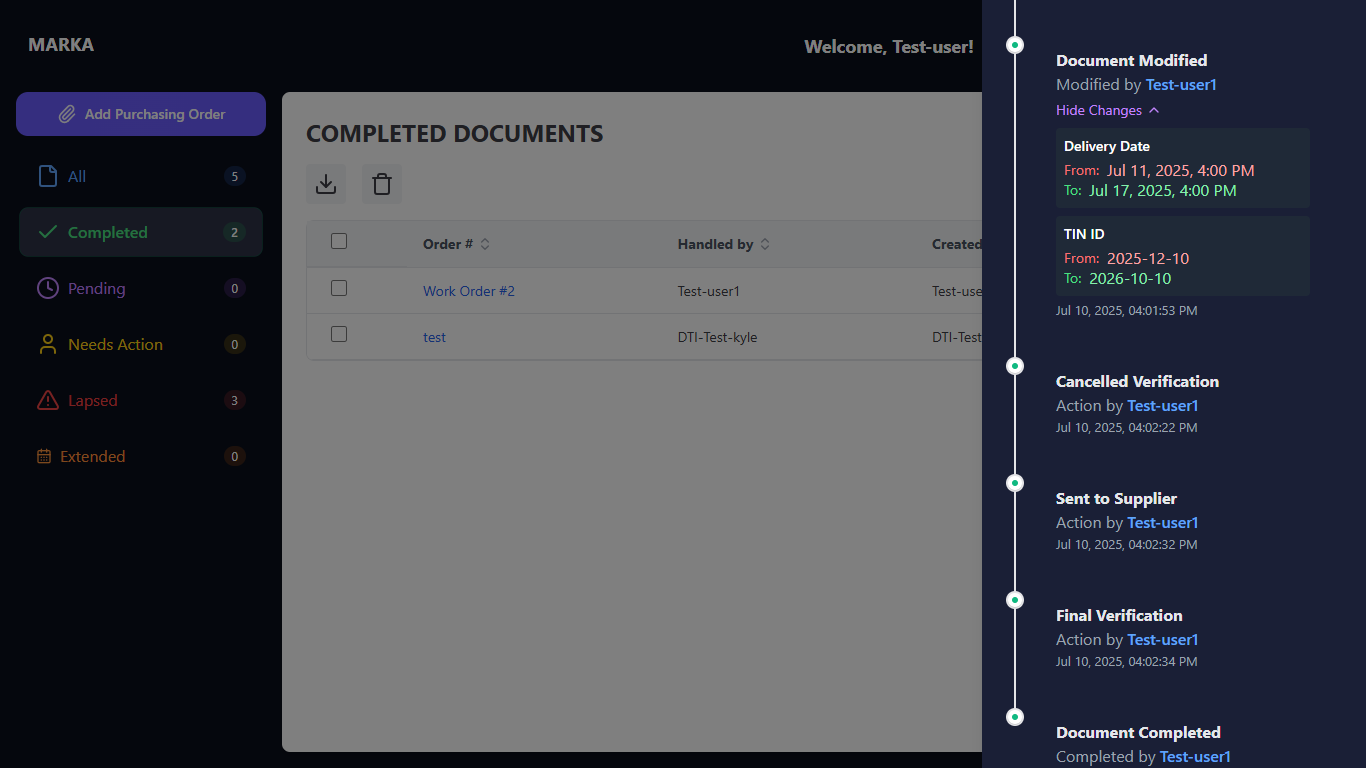 MARKA
Welcome, Test-user!
Add Purchasing Order
All 5
Completed 2
Pending 0
Needs Action 0
Lapsed 3
Extended 0
COMPLETED DOCUMENTS
Order # Handled by Created
Work Order #2 Test-user1 Test-use
test DTI-Test-kyle DTI-Test
Document Modified
Modified by Test-user1
Hide Changes
Delivery Date
From: Jul 11, 2025, 4:00 PM
To: Jul 17, 2025, 4:00 PM
TIN ID
From: 2025-12-10
To: 2026-10-10
Jul 10, 2025, 04:01:53 PM
Cancelled Verification
Action by Test-user1
Jul 10, 2025, 04:02:22 PM
Sent to Supplier
Action by Test-user1
Jul 10, 2025, 04:02:32 PM
Final Verification
Action by Test-user1
Jul 10, 2025, 04:02:34 PM
Document Completed
Completed by Test-user1